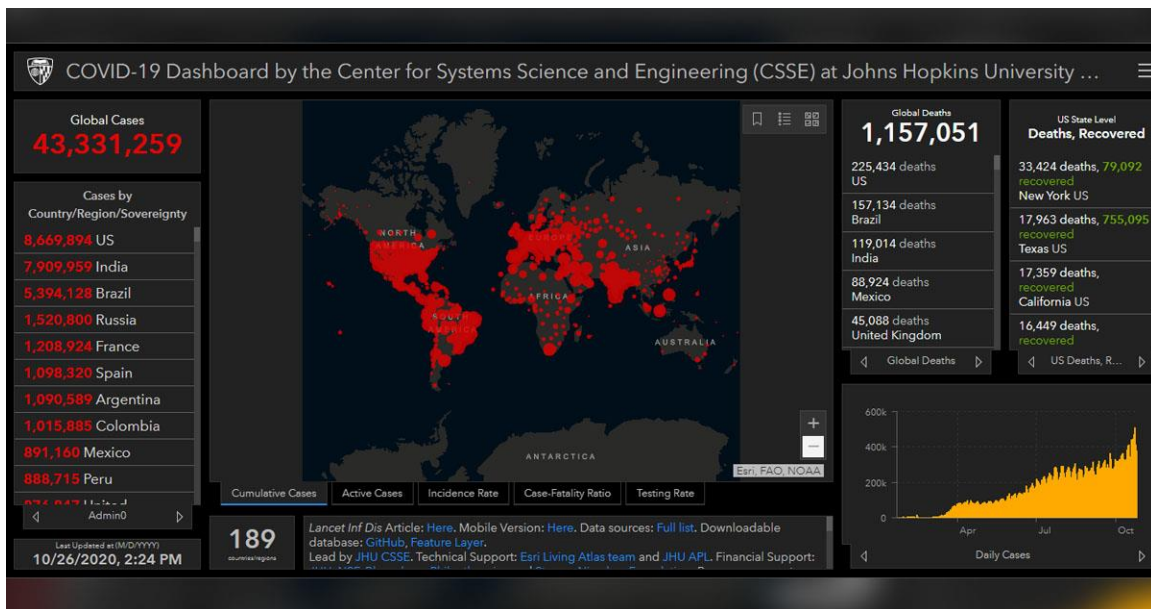 COVID-19 Dashboard by the Center for Systems Science and Engineering (CSSE) at Johns Hopkins University ...
Global Cases
43,331,259
Cases by
Country/Region/Sovereignty
8,669,894 US
7,909,959 India
5,394,128 Brazil
1,520,800 Russia
1,208,924 France
1,098,320 Spain
1,090,589 Argentina
1,015,885 Colombia
891,160 Mexico
888,715 Peru
Admin0
Last Updated at (M/D/YYYY)
10/26/2020, 2:24 PM
NORTH
AMERICA
SOUTH
AMERICA
EUROPE
ASIA
AFRICA
AUSTRALIA
ANTARCTICA
Esri, FAO, NOAA
Cumulative Cases
Active Cases
Incidence Rate
Case-Fatality Ratio
Testing Rate
189
countries/regions
Lancet Inf Dis Article: Here. Mobile Version: Here. Data sources: Full list. Downloadable
database: GitHub, Feature Layer.
Lead by JHU CSSE. Technical Support: Esri Living Atlas team and JHU APL. Financial Support:
Global Deaths
1,157,051
225,434 deaths
US
157,134 deaths
Brazil
119,014 deaths
India
88,924 deaths
Mexico
45,088 deaths
United Kingdom
Global Deaths
US State Level
Deaths, Recovered
33,424 deaths, 79,092
recovered
New York US
17,963 deaths, 755,095
recovered
Texas US
17,359 deaths,
recovered
California US
16,449 deaths,
recovered
US Deaths, R...
600k
400k
200k
0
Apr
Jul
Oct
Daily Cases